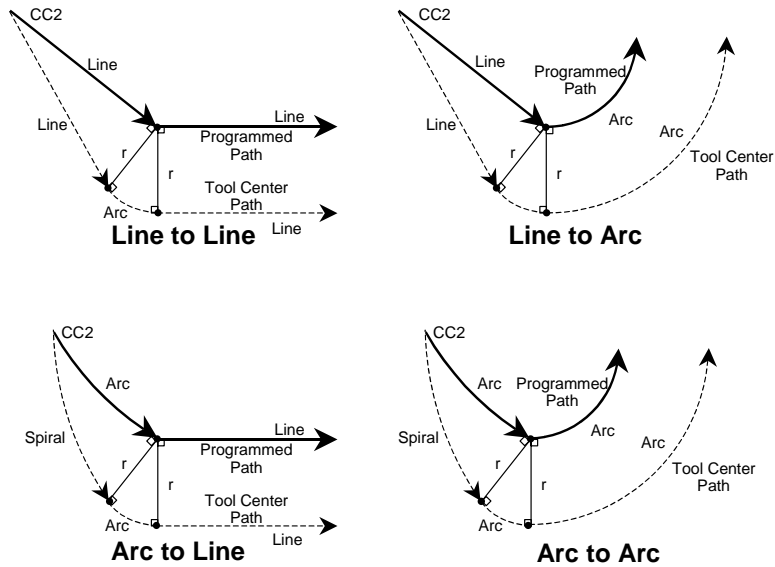 CC2
Line
Line
Line
Programmed
Path
r
r
Tool Center
Path
Arc
Line
Line to Line
CC2
Line
Programmed
Path
Line
Arc
Arc
r
r
Tool Center
Path
Arc
Line to Arc
CC2
Arc
Line
Spiral
Programmed
Path
r
r
Tool Center
Path
Arc
Line
Arc to Line
CC2
Arc
Programmed
Path
Spiral
Arc
Arc
r
r
Tool Center
Path
Arc
Arc to Arc